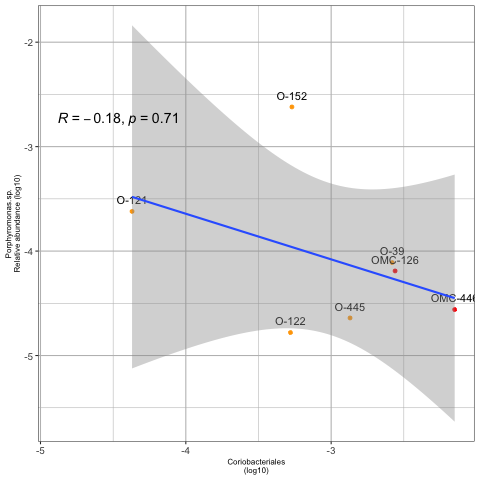 -2
O-152
R = −0.18, p = 0.71
-3
O-39
OMC-126
-4
OMC-446
O-445
O-122
-5
-5
-4
-3
Porphyromonas.sp.
Relative abundance (log10)
Coriobacteriales
(log10)